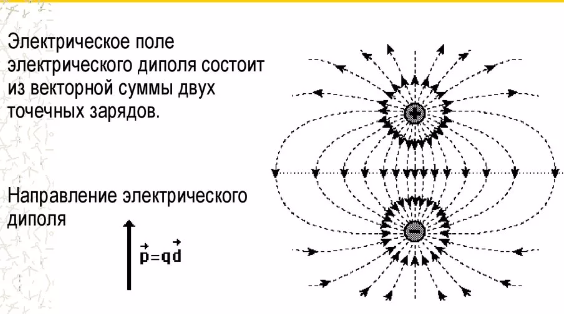 Электрическое поле
электрического диполя состоит
из векторной суммы двух
точечных зарядов.
Направление электрического
диполя
p⃗=qd⃗
+
-